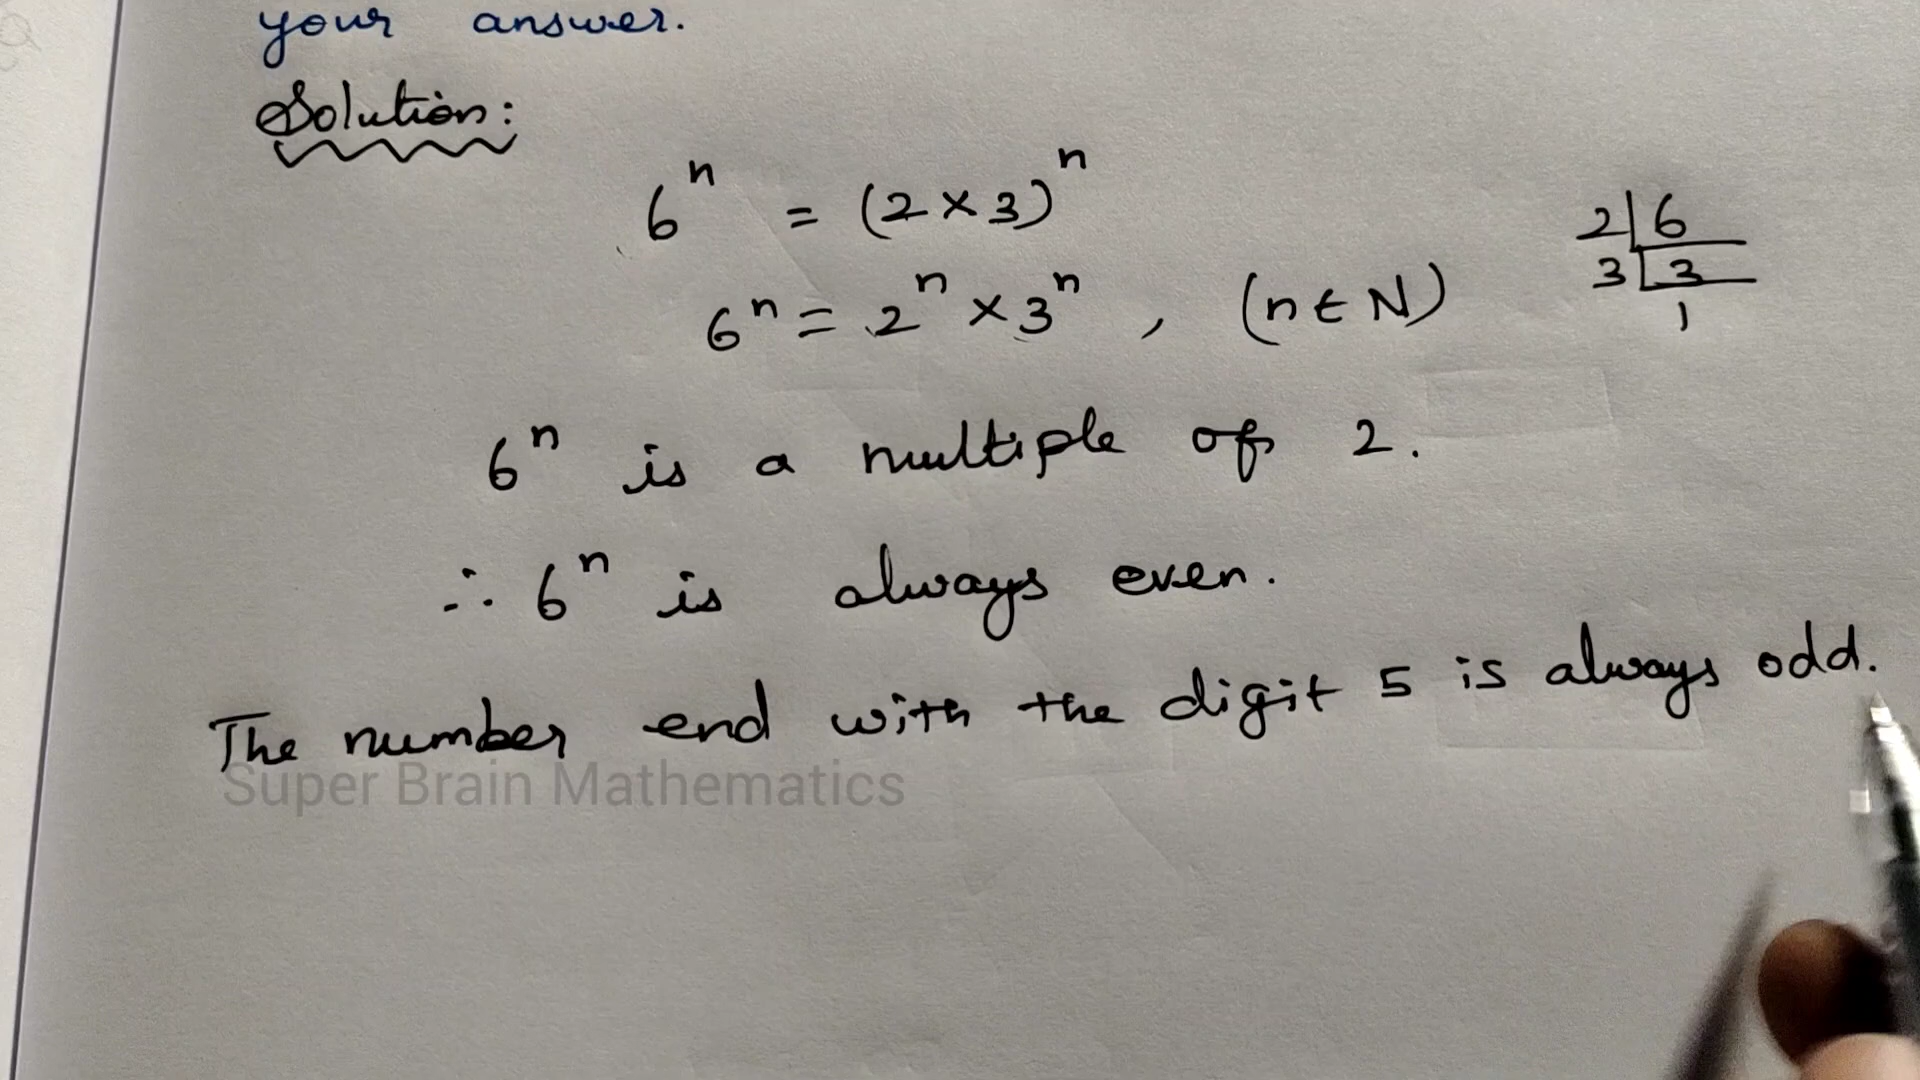 your answer.
Solution:
6ⁿ = (2 × 3)ⁿ
6ⁿ = 2ⁿ × 3ⁿ , (n ∈ N)
2 | 6
3 | 3
1
6ⁿ is a multiple of 2.
∴ 6ⁿ is always even.
The number end with the digit 5 is always odd.
Super Brain Mathematics